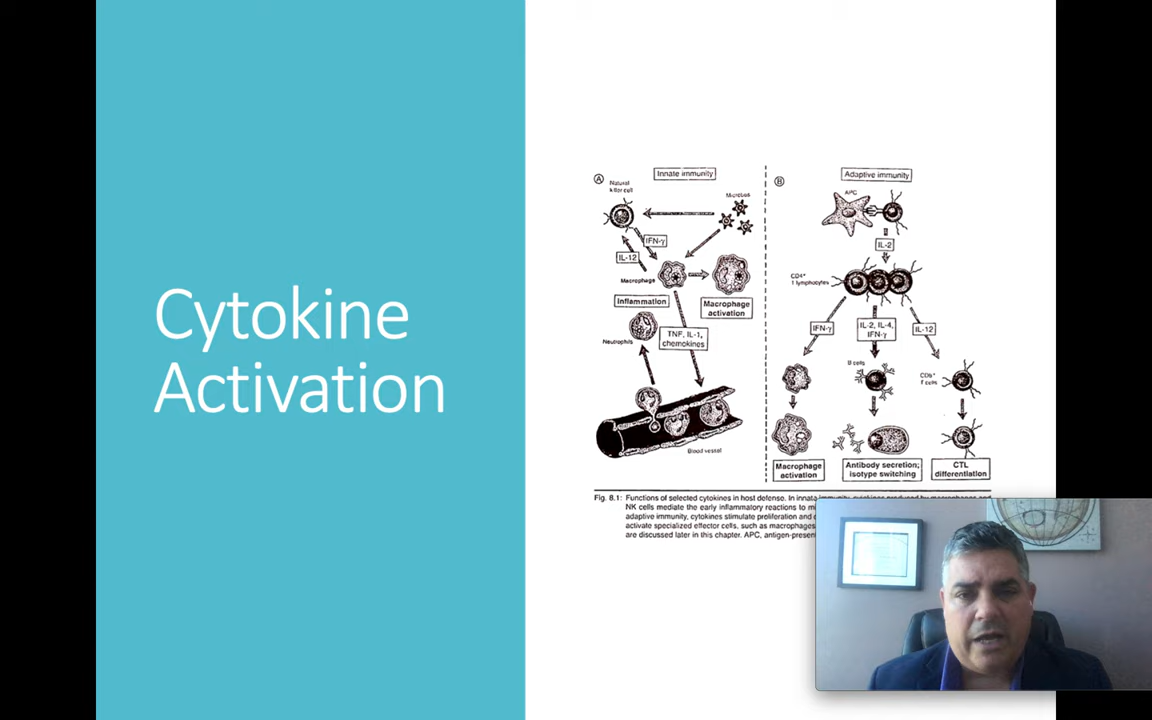 Cytokine
Activation
A
Innate immunity
Natural
killer cell
Microbes
IFN-γ
IL-12
Macrophage
Inflammation
Macrophage
activation
Neutrophils
TNF, IL-1,
chemokines
Blood vessel
B
Adaptive immunity
APC
IL-2
CD4+
T lymphocytes
IFN-γ
IL-2, IL-4,
IFN-γ
IL-12
B cells
CD8+
T cells
Macrophage
activation
Antibody secretion;
isotype switching
CTL
differentiation
Fig. 8.1: Functions of selected cytokines in host defense. In innate immunity, cytokines produced by macrophages and
NK cells mediate the early inflammatory reactions to
adaptive immunity, cytokines stimulate proliferation and
activate specialized effector cells, such as macrophages
are discussed later in this chapter. APC, antigen-present